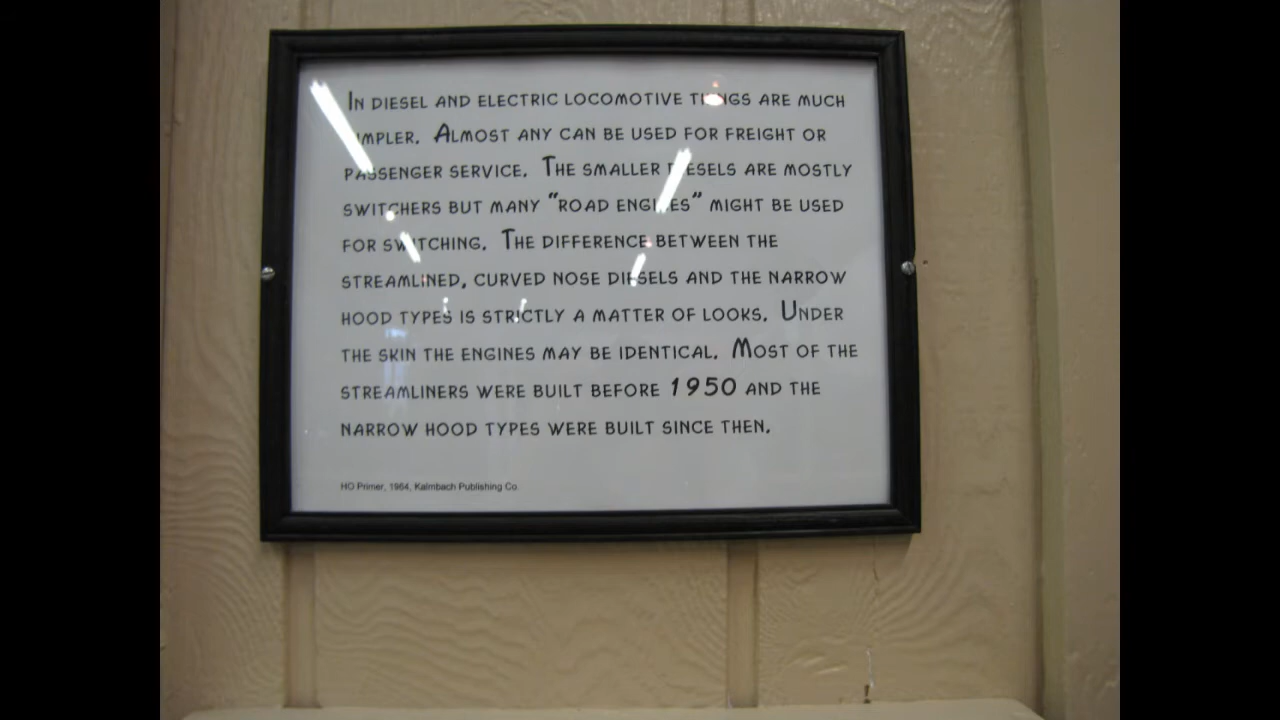 In diesel and electric locomotive things are much
simpler. Almost any can be used for freight or
passenger service. The smaller diesels are mostly
switchers but many "road engines" might be used
for switching. The difference between the
streamlined, curved nose diesels and the narrow
hood types is strictly a matter of looks. Under
the skin the engines may be identical. Most of the
streamliners were built before 1950 and the
narrow hood types were built since then.
HO Primer, 1964, Kalmbach Publishing Co.